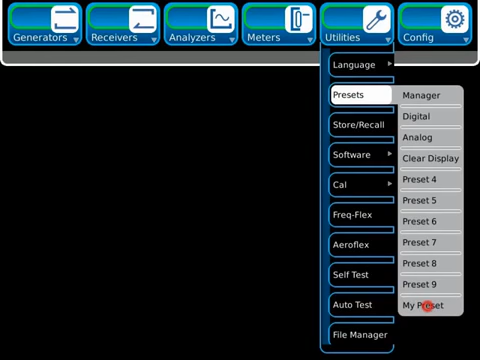 Generators Receivers Analyzers Meters Utilities Config
Language
Presets
Store/Recall
Software
Cal
Freq-Flex
Aeroflex
Self Test
Auto Test
File Manager
Manager
Digital
Analog
Clear Display
Preset 4
Preset 5
Preset 6
Preset 7
Preset 8
Preset 9
My Preset